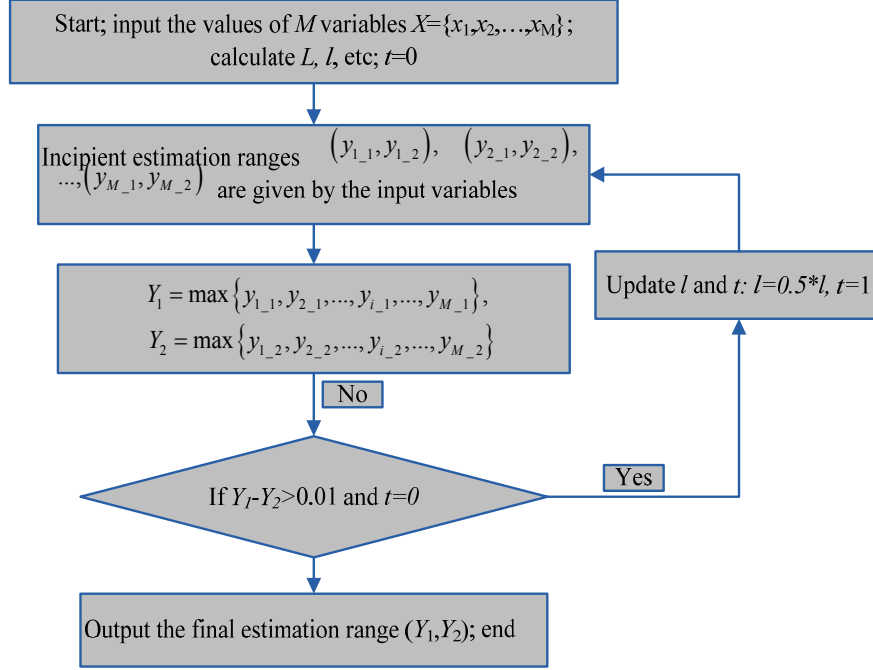 Start; input the values of M variables X={x1,x2,…,xM};
calculate L, l, etc; t=0
Incipient estimation ranges (y1_1, y1_2), (y2_1, y2_2),
...,(yM_1, yM_2) are given by the input variables
Y1 = max{y1_1, y2_1,..., yi_1,..., yM_1},
Y2 = max{y1_2, y2_2,..., yi_2,..., yM_2}
Update l and t: l=0.5*l, t=1
No
If Y1-Y2>0.01 and t=0
Yes
Output the final estimation range (Y1,Y2); end